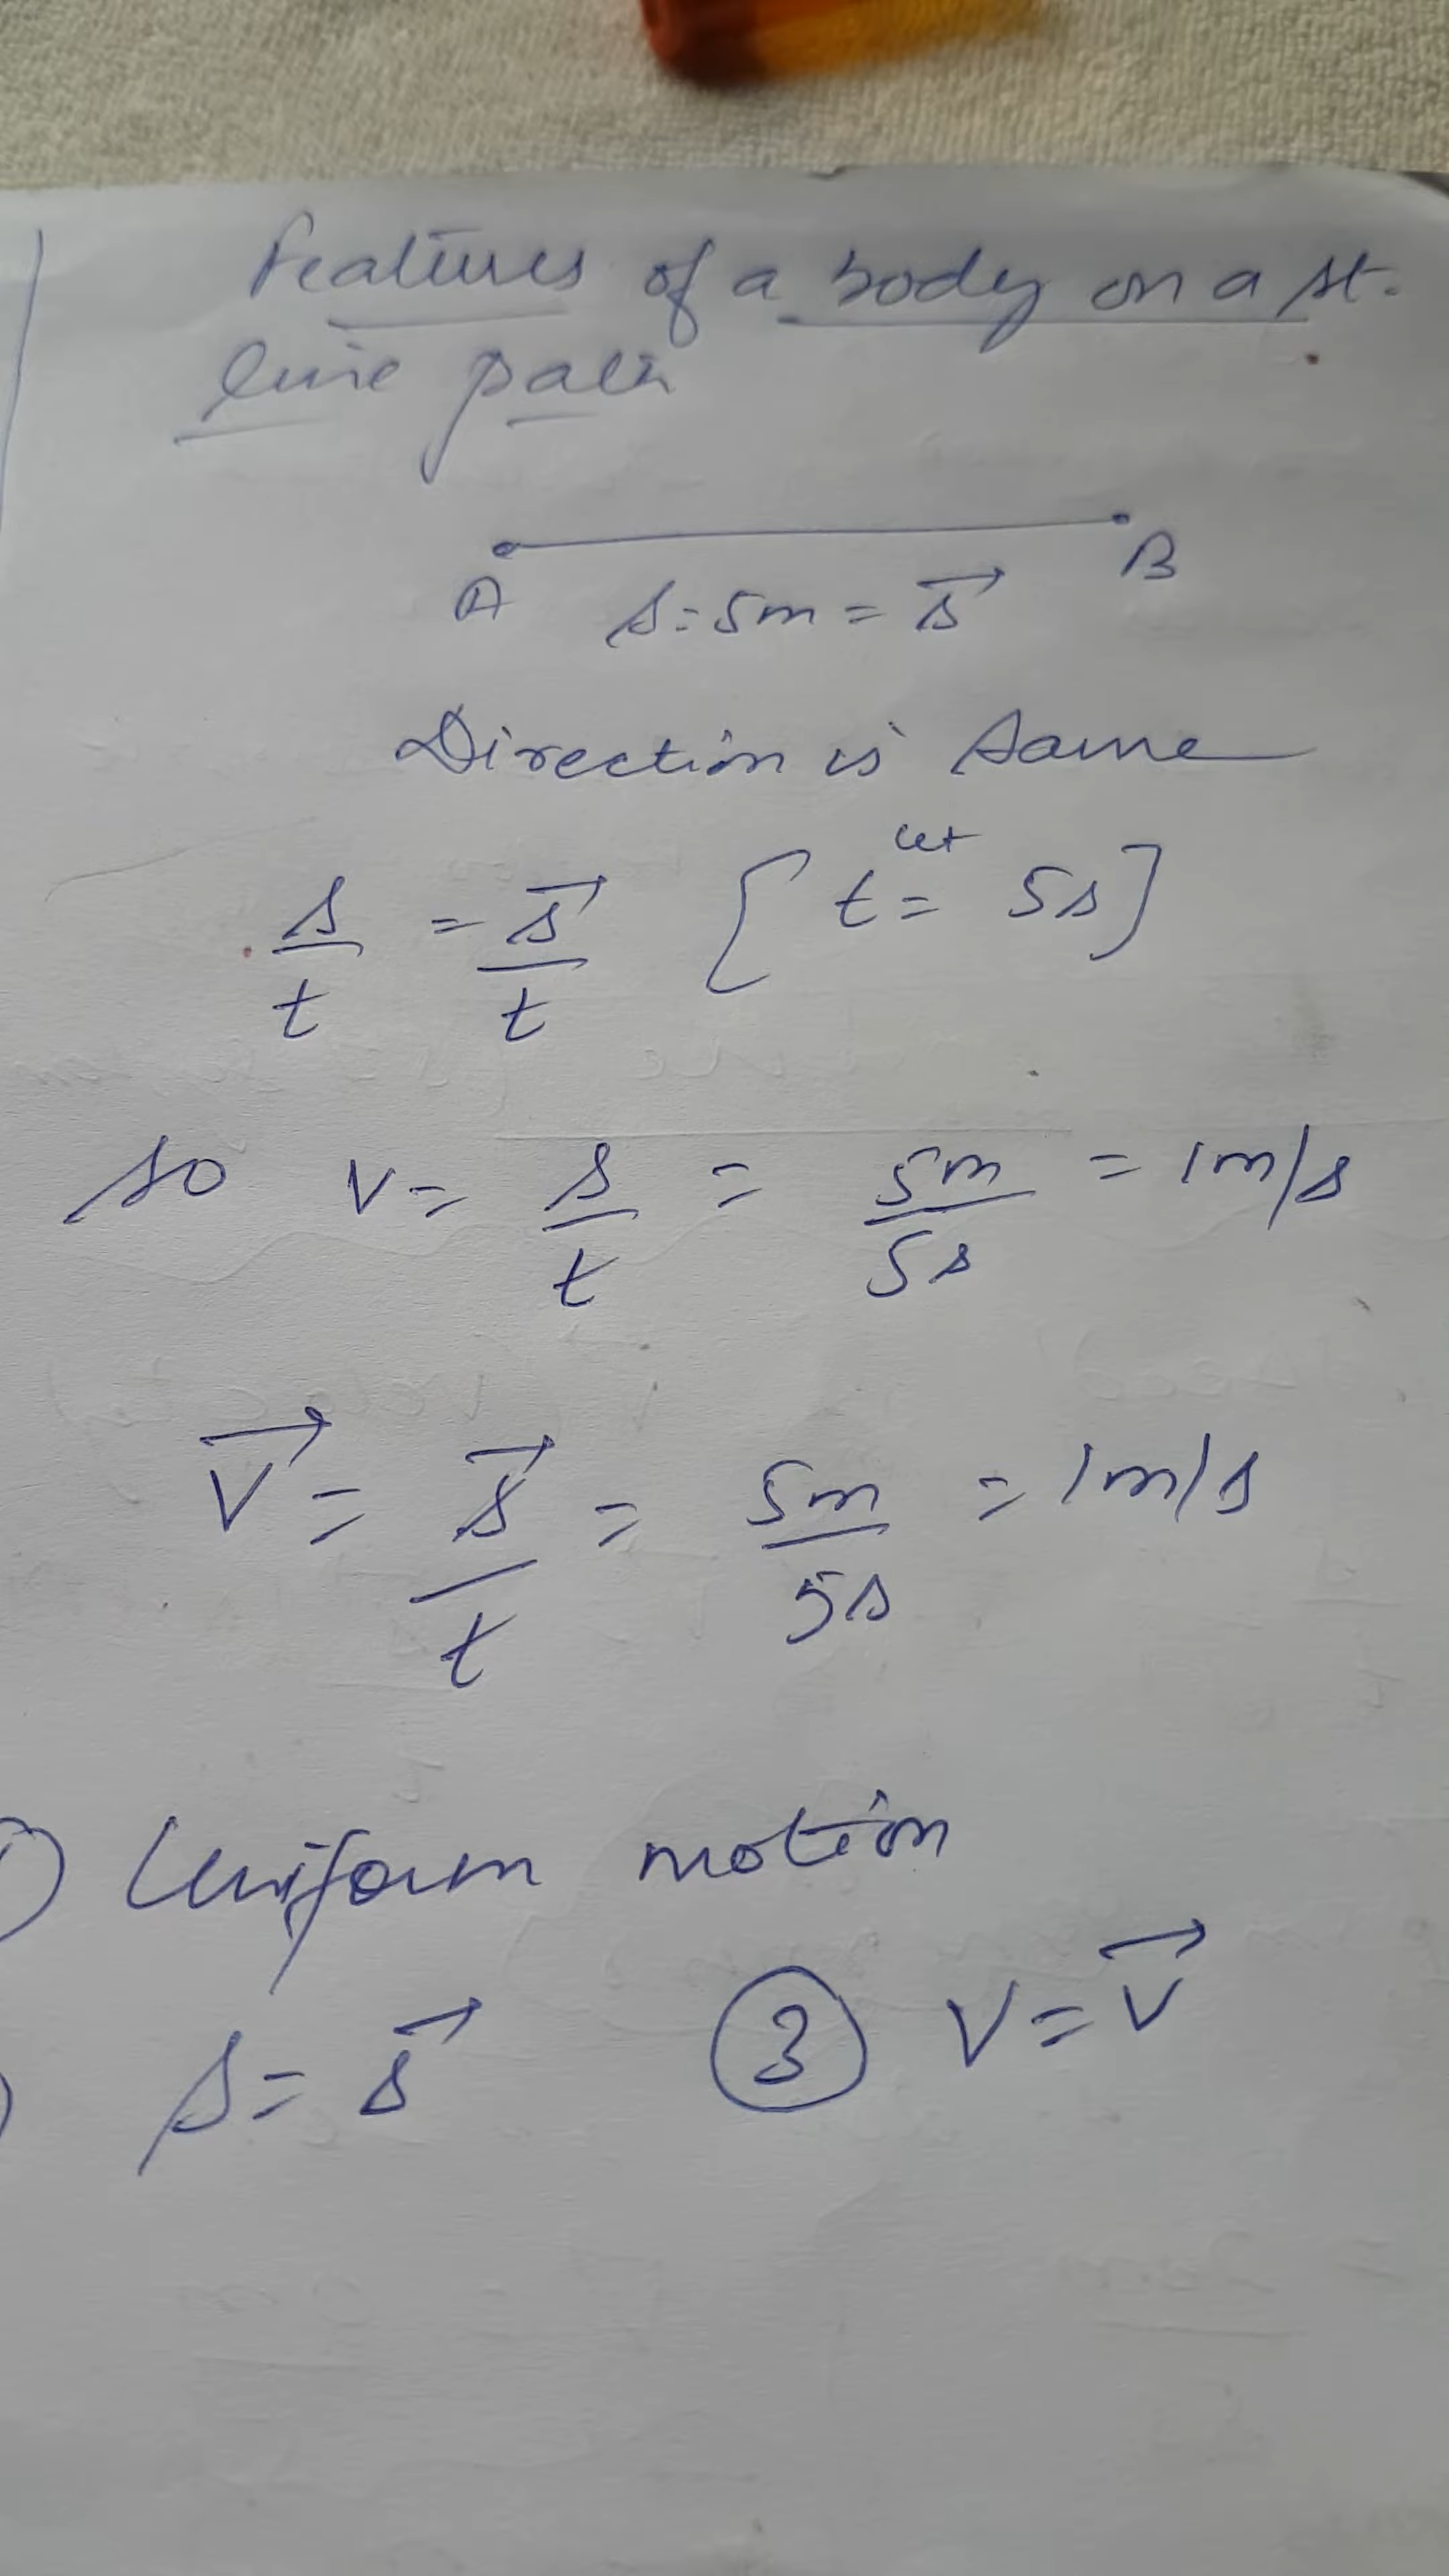 Features of a body on a st.
line path
A B
s = 5m = s⃗
Direction is same
s/t = s⃗/t [let t = 5s]
so v = s/t = 5m/5s = 1m/s
v⃗ = s⃗/t = 5m/5s = 1m/s
) Uniform motion
) s = s⃗ ③ v = v⃗